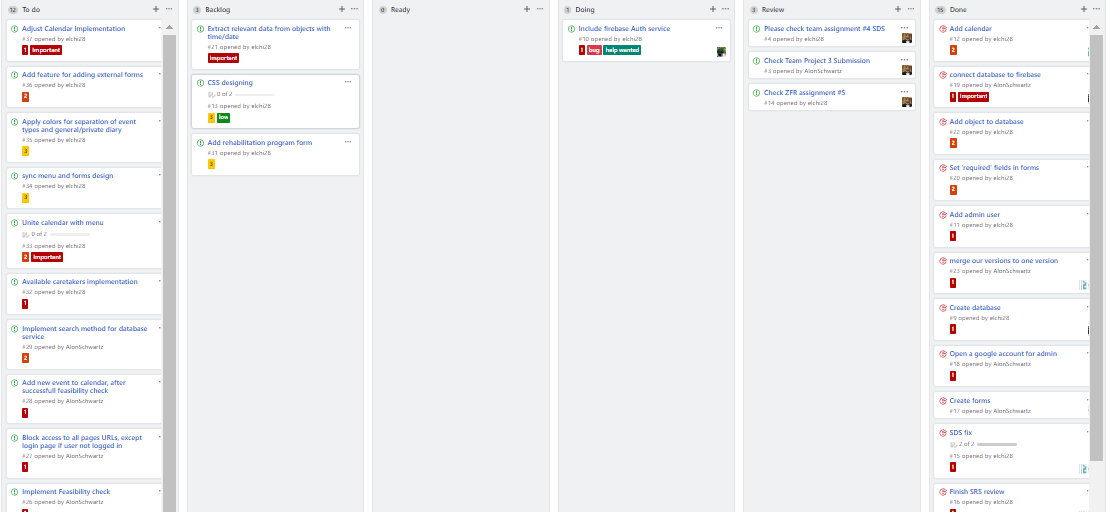 12 To do
Adjust Calendar Implementation
#37 opened by elchi28
1 Important
Add feature for adding external forms
#36 opened by elchi28
2
Apply colors for separation of event
types and general/private diary
#35 opened by elchi28
3
sync menu and forms design
#34 opened by elchi28
3
Unite calendar with menu
0 of 2
#33 opened by elchi28
2 Important
Available caretakers implementation
#32 opened by elchi28
1
Implement search method for database
service
#29 opened by AlonSchwartz
2
Add new event to calendar, after
successfull feasibility check
#28 opened by AlonSchwartz
1
Block access to all pages URLs, except
login page if user not logged in
#27 opened by AlonSchwartz
1
Implement Feasibility check
#26 opened by AlonSchwartz
3 Backlog
Extract relevant data from objects with
time/date
#21 opened by elchi28
Important
CSS designing
0 of 2
#13 opened by elchi28
3 low
Add rehabilitation program form
#31 opened by elchi28
3
0 Ready
1 Doing
Include firebase Auth service
#10 opened by elchi28
1 bug help wanted
3 Review
Please check team assignment #4 SDS
#4 opened by elchi28
Check Team Project 3 Submission
#3 opened by AlonSchwartz
Check ZFR assignment #5
#14 opened by elchi28
15 Done
Add calendar
#12 opened by elchi28
2
connect database to firebase
#19 opened by AlonSchwartz
1 Important
Add object to database
#22 opened by elchi28
2
Set 'required' fields in forms
#20 opened by AlonSchwartz
2
Add admin user
#11 opened by elchi28
1
merge our versions to one version
#23 opened by AlonSchwartz
1
Create database
#9 opened by elchi28
1
Open a google account for admin
#18 opened by AlonSchwartz
1
Create forms
#17 opened by AlonSchwartz
SDS fix
2 of 2
#15 opened by elchi28
1
Finish SRS review
#16 opened by elchi28